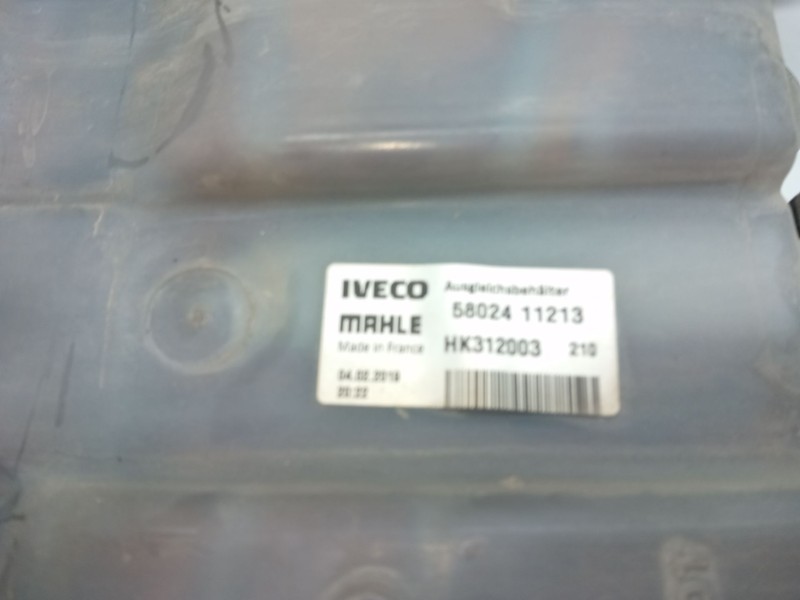 IVECO Ausgleichsbehälter
58024 11213
MAHLE
Made in France HK312003 210
04.02.2019
20:22